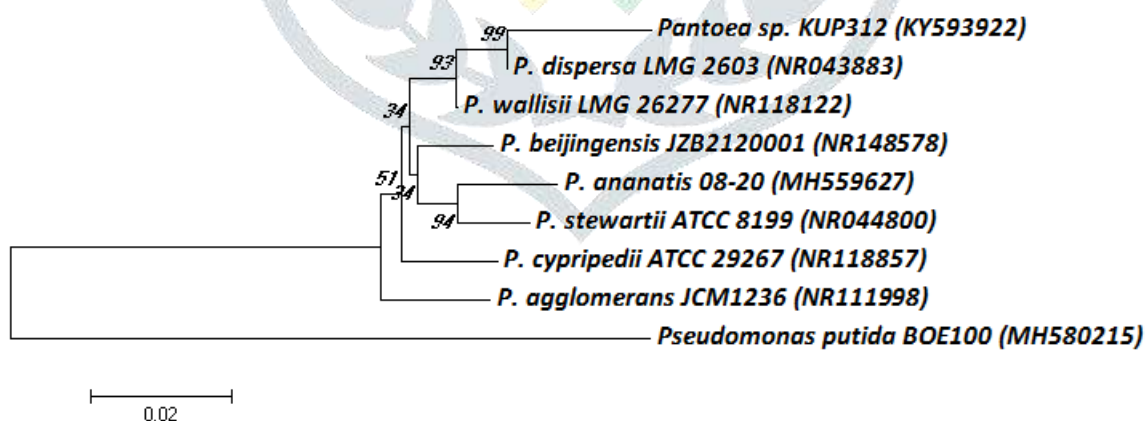 99
Pantoea sp. KUP312 (KY593922)
93
P. dispersa LMG 2603 (NR043883)
34
P. wallisii LMG 26277 (NR118122)
P. beijingensis JZB2120001 (NR148578)
51
34
P. ananatis 08-20 (MH559627)
94
P. stewartii ATCC 8199 (NR044800)
P. cypripedii ATCC 29267 (NR118857)
P. agglomerans JCM1236 (NR111998)
Pseudomonas putida BOE100 (MH580215)
0.02